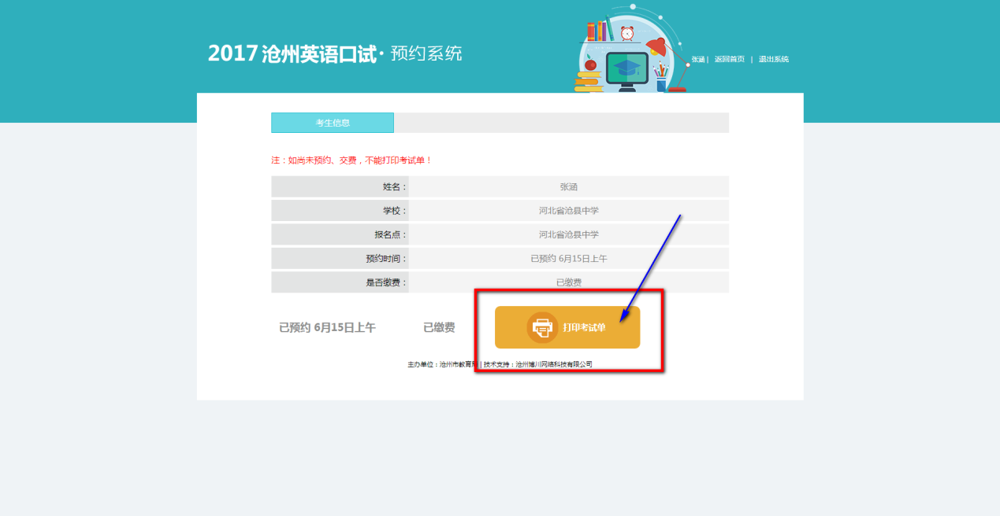 2017 沧州英语口试·预约系统
张涵 | 返回首页 | 退出系统
考生信息
注：如尚未预约、交费，不能打印考试单！
姓名： 张涵
学校： 河北省沧县中学
报名点： 河北省沧县中学
预约时间： 已预约 6月15日上午
是否缴费： 已缴费
已预约 6月15日上午 已缴费 打印考试单
主办单位：沧州市教育局 | 技术支持：沧州博川网络科技有限公司